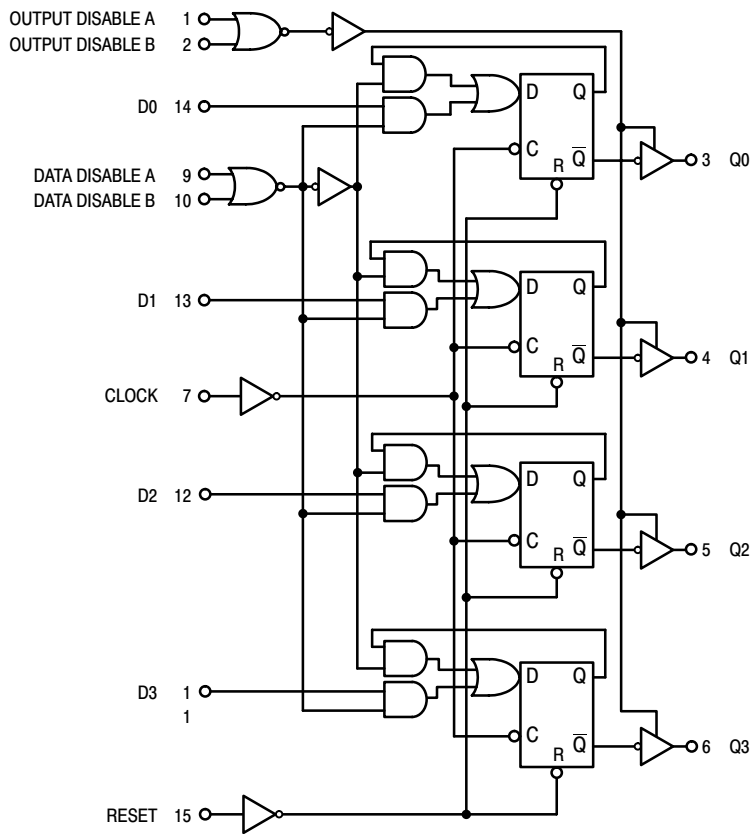 OUTPUT DISABLE A 1
OUTPUT DISABLE B 2
D0 14
D Q
C Q̅
R
3 Q0
DATA DISABLE A 9
DATA DISABLE B 10
D1 13
D Q
C Q̅
R
4 Q1
CLOCK 7
D2 12
D Q
C Q̅
R
5 Q2
D3 1
1
D Q
C Q̅
R
6 Q3
RESET 15